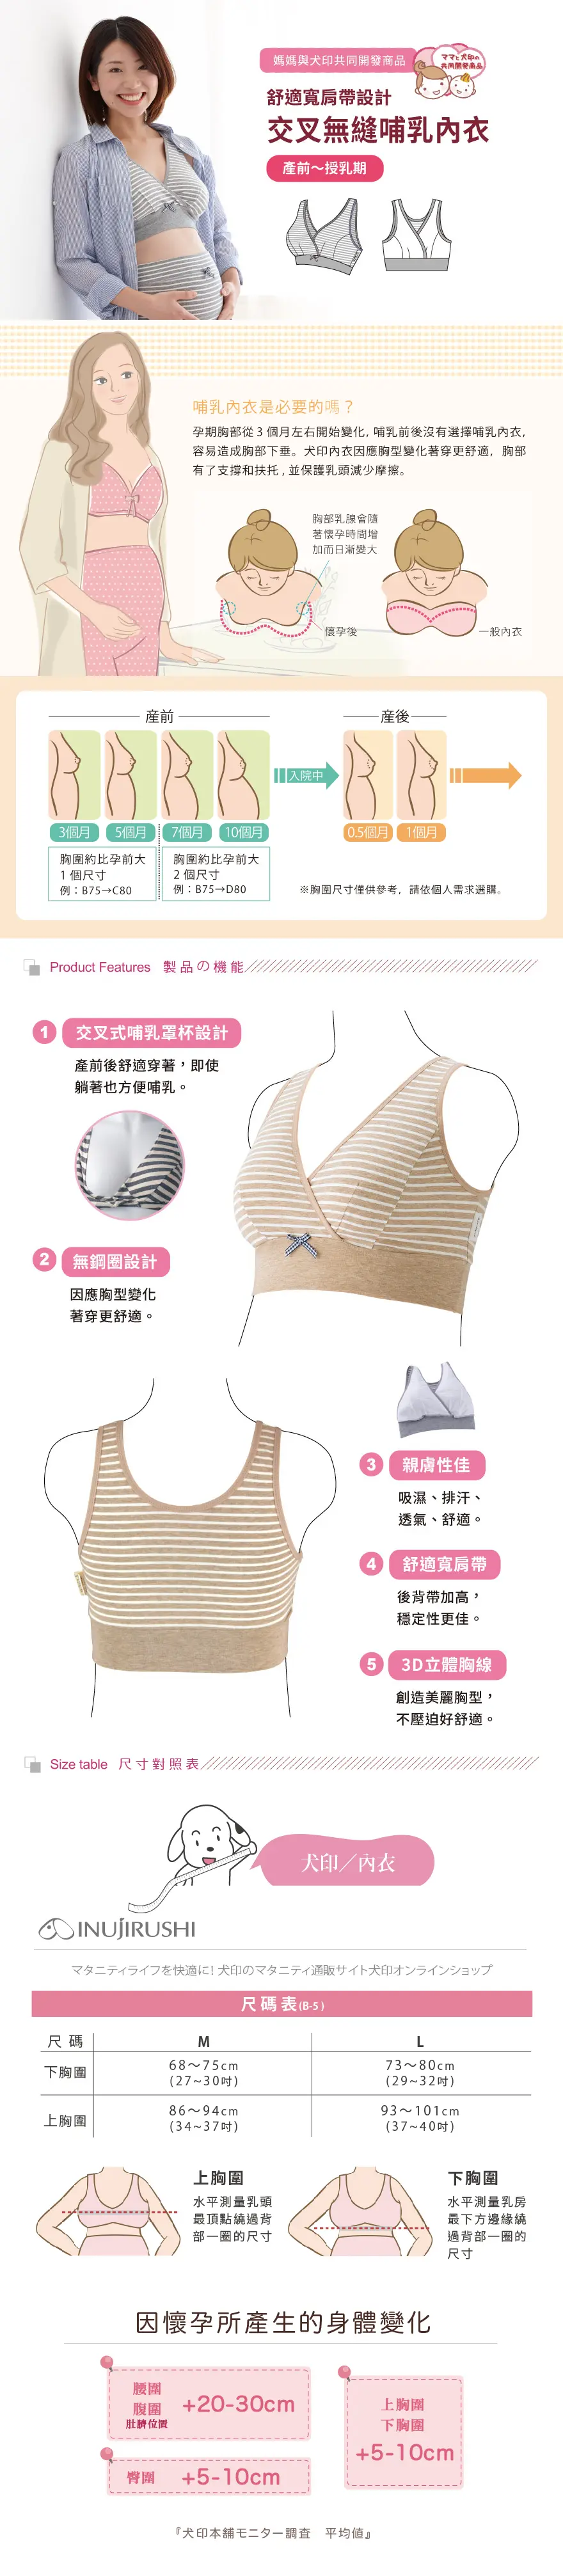 媽媽與犬印共同開發商品
ママと犬印の
共同開發商品
舒適寬肩帶設計
交叉無縫哺乳內衣
產前～授乳期
哺乳內衣是必要的嗎？
孕期胸部從 3 個月左右開始變化, 哺乳前後沒有選擇哺乳內衣,
容易造成胸部下垂。犬印內衣因應胸型變化著穿更舒適, 胸部
有了支撐和扶托 , 並保護乳頭減少摩擦。
胸部乳腺會隨
著懷孕時間增
加而日漸變大
懷孕後
一般內衣
産前
産後
入院中
3個月
5個月
7個月
10個月
0.5個月
1個月
胸圍約比孕前大
1 個尺寸
例：B75→C80
胸圍約比孕前大
2 個尺寸
例：B75→D80
※胸圍尺寸僅供參考，請依個人需求選購。
Product Features 製品の機能
1 交叉式哺乳罩杯設計
產前後舒適穿著，即使
躺著也方便哺乳。
2 無鋼圈設計
因應胸型變化
著穿更舒適。
3 親膚性佳
吸濕、排汗、
透氣、舒適。
4 舒適寬肩帶
後背帶加高，
穩定性更佳。
5 3D立體胸線
創造美麗胸型，
不壓迫好舒適。
Size table 尺寸對照表
犬印／內衣
INUJIRUSHI
マタニティライフを快適に! 犬印のマタニティ通販サイト犬印オンラインショップ
尺碼表(B-5)
尺 碼 M L
下胸圍 68～75cm 73～80cm
(27~30吋) (29~32吋)
上胸圍 86～94cm 93～101cm
(34~37吋) (37~40吋)
上胸圍
水平測量乳頭
最頂點繞過背
部一圈的尺寸
下胸圍
水平測量乳房
最下方邊緣繞
過背部一圈的
尺寸
因懷孕所產生的身體變化
腰圍
腹圍
肚臍位置
+20-30cm
臀圍 +5-10cm
上胸圍
下胸圍
+5-10cm
『犬印本舗モニター調査 平均値』